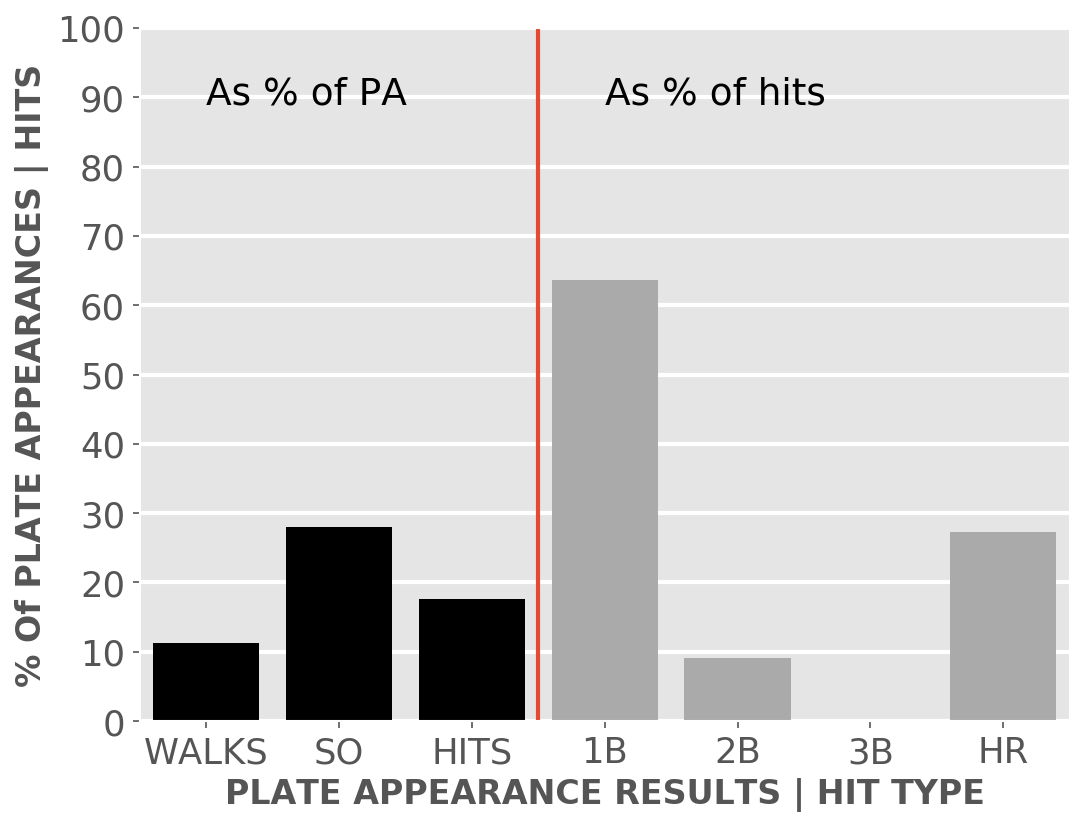 % Of PLATE APPEARANCES | HITS
100
90
80
70
60
50
40
30
20
10
0
As % of PA
As % of hits
WALKS SO HITS 1B 2B 3B HR
PLATE APPEARANCE RESULTS | HIT TYPE